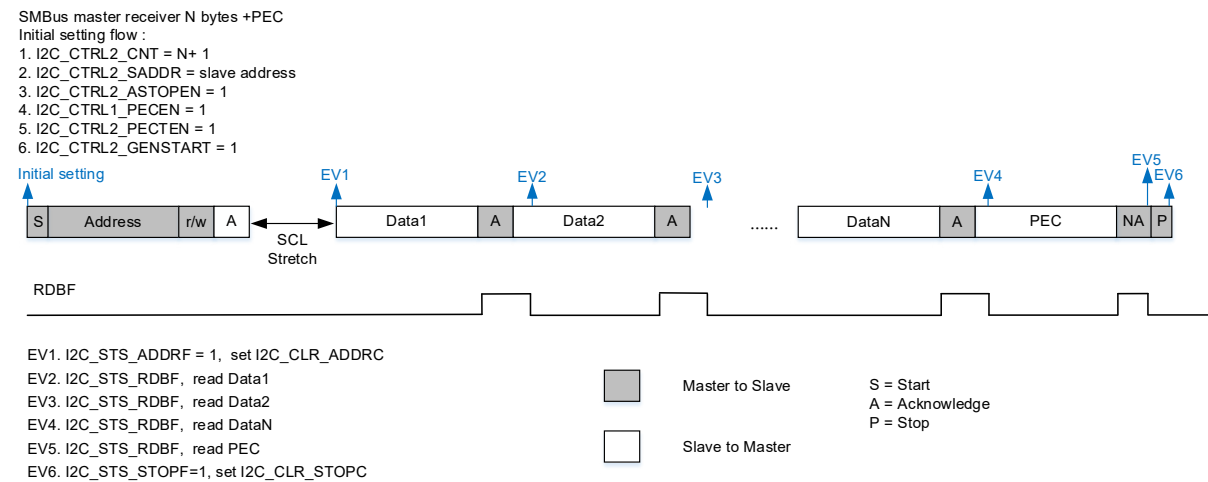 SMBus master receiver N bytes +PEC
Initial setting flow :
1. I2C_CTRL2_CNT = N+ 1
2. I2C_CTRL2_SADDR = slave address
3. I2C_CTRL2_ASTOPEN = 1
4. I2C_CTRL1_PECEN = 1
5. I2C_CTRL2_PECTEN = 1
6. I2C_CTRL2_GENSTART = 1
Initial setting EV1 EV2 EV3 EV4 EV5 EV6
S Address r/w A Data1 A Data2 A ...... DataN A PEC NA P
SCL
Stretch
RDBF
EV1. I2C_STS_ADDRF = 1, set I2C_CLR_ADDRC
EV2. I2C_STS_RDBF, read Data1
EV3. I2C_STS_RDBF, read Data2
EV4. I2C_STS_RDBF, read DataN
EV5. I2C_STS_RDBF, read PEC
EV6. I2C_STS_STOPF=1, set I2C_CLR_STOPC
Master to Slave
Slave to Master
S = Start
A = Acknowledge
P = Stop